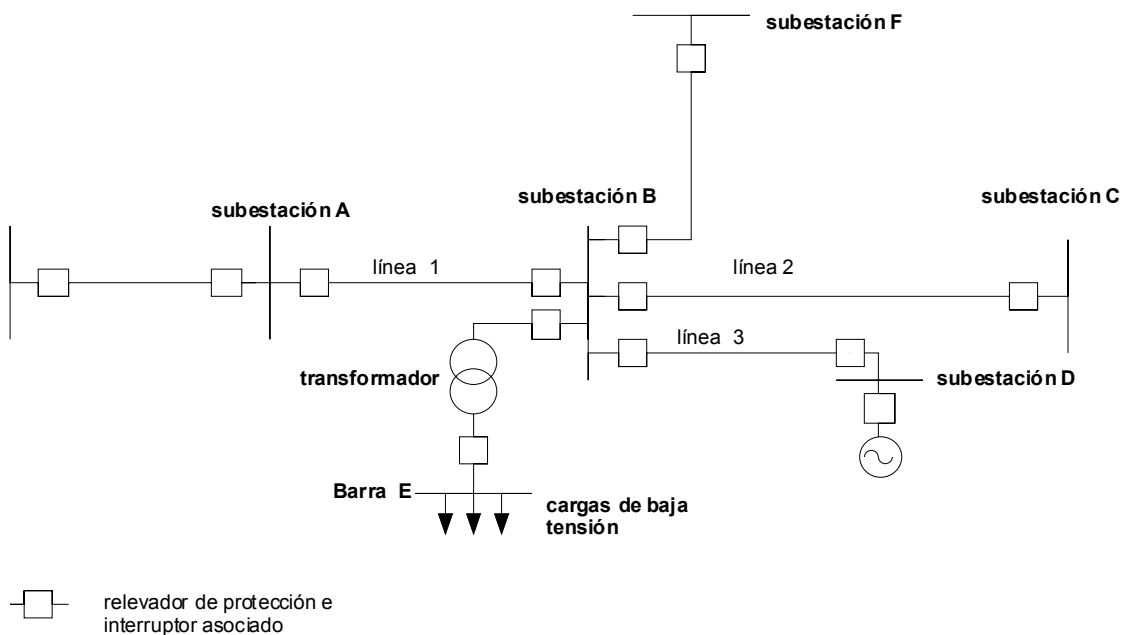 subestación F
subestación A
subestación B
subestación C
línea 1
línea 2
línea 3
transformador
subestación D
Barra E
cargas de baja
tensión
relevador de protección e
interruptor asociado